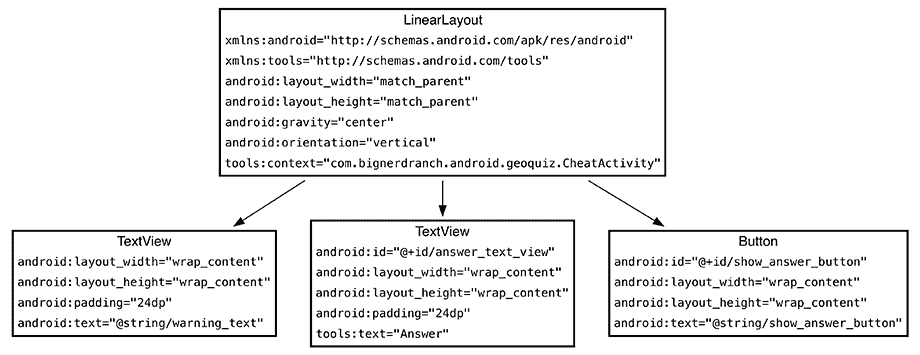 LinearLayout
xmlns:android="http://schemas.android.com/apk/res/android"
xmlns:tools="http://schemas.android.com/tools"
android:layout_width="match_parent"
android:layout_height="match_parent"
android:gravity="center"
android:orientation="vertical"
tools:context="com.bignerdranch.android.geoquiz.CheatActivity"
TextView
android:layout_width="wrap_content"
android:layout_height="wrap_content"
android:padding="24dp"
android:text="@string/warning_text"
TextView
android:id="@+id/answer_text_view"
android:layout_width="wrap_content"
android:layout_height="wrap_content"
android:padding="24dp"
tools:text="Answer"
Button
android:id="@+id/show_answer_button"
android:layout_width="wrap_content"
android:layout_height="wrap_content"
android:text="@string/show_answer_button"